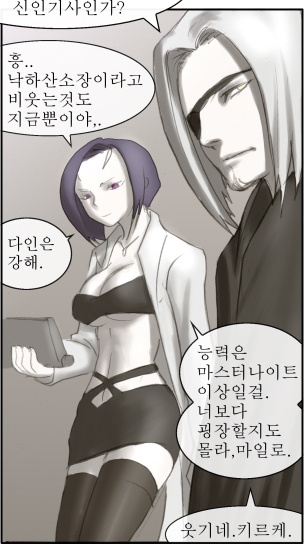 신인기사인가?
흥..
낙하산소장이라고
비웃는것도
지금뿐이야,.
다인은
강해.
능력은
마스터나이트
이상일걸.
너보다
굉장할지도
몰라,마일로.
웃기네.키르케.